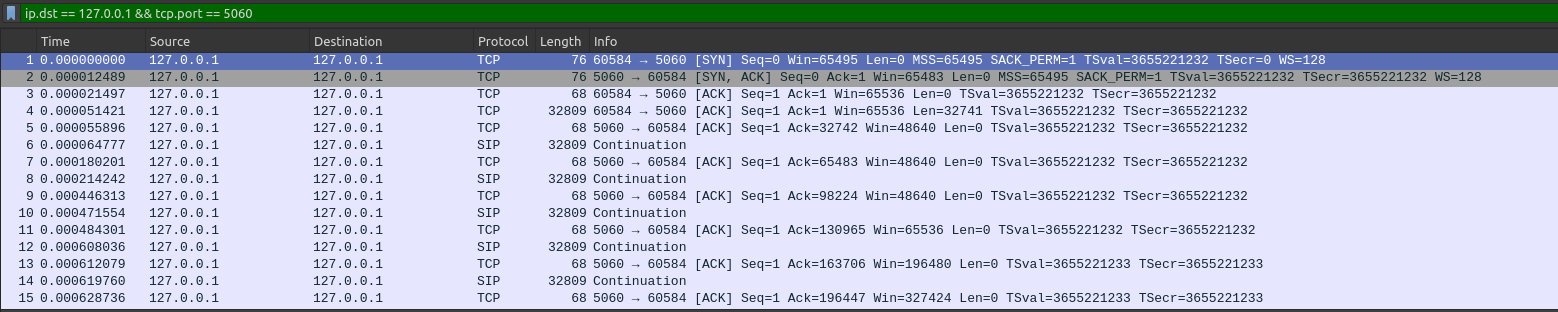 ip.dst == 127.0.0.1 && tcp.port == 5060
Time Source Destination Protocol Length Info
1 0.000000000 127.0.0.1 127.0.0.1 TCP 76 60584 → 5060 [SYN] Seq=0 Win=65495 Len=0 MSS=65495 SACK_PERM=1 TSval=3655221232 TSecr=0 WS=128
2 0.000012489 127.0.0.1 127.0.0.1 TCP 76 5060 → 60584 [SYN, ACK] Seq=0 Ack=1 Win=65483 Len=0 MSS=65495 SACK_PERM=1 TSval=3655221232 TSecr=3655221232 WS=128
3 0.000021497 127.0.0.1 127.0.0.1 TCP 68 60584 → 5060 [ACK] Seq=1 Ack=1 Win=65536 Len=0 TSval=3655221232 TSecr=3655221232
4 0.000051421 127.0.0.1 127.0.0.1 TCP 32809 60584 → 5060 [ACK] Seq=1 Ack=1 Win=65536 Len=32741 TSval=3655221232 TSecr=3655221232
5 0.000055896 127.0.0.1 127.0.0.1 TCP 68 5060 → 60584 [ACK] Seq=1 Ack=32742 Win=48640 Len=0 TSval=3655221232 TSecr=3655221232
6 0.000064777 127.0.0.1 127.0.0.1 SIP 32809 Continuation
7 0.000180201 127.0.0.1 127.0.0.1 TCP 68 5060 → 60584 [ACK] Seq=1 Ack=65483 Win=48640 Len=0 TSval=3655221232 TSecr=3655221232
8 0.000214242 127.0.0.1 127.0.0.1 SIP 32809 Continuation
9 0.000446313 127.0.0.1 127.0.0.1 TCP 68 5060 → 60584 [ACK] Seq=1 Ack=98224 Win=48640 Len=0 TSval=3655221232 TSecr=3655221232
10 0.000471554 127.0.0.1 127.0.0.1 SIP 32809 Continuation
11 0.000484301 127.0.0.1 127.0.0.1 TCP 68 5060 → 60584 [ACK] Seq=1 Ack=130965 Win=65536 Len=0 TSval=3655221232 TSecr=3655221232
12 0.000608036 127.0.0.1 127.0.0.1 SIP 32809 Continuation
13 0.000612079 127.0.0.1 127.0.0.1 TCP 68 5060 → 60584 [ACK] Seq=1 Ack=163706 Win=196480 Len=0 TSval=3655221233 TSecr=3655221233
14 0.000619760 127.0.0.1 127.0.0.1 SIP 32809 Continuation
15 0.000628736 127.0.0.1 127.0.0.1 TCP 68 5060 → 60584 [ACK] Seq=1 Ack=196447 Win=327424 Len=0 TSval=3655221233 TSecr=3655221233